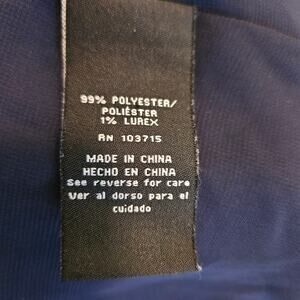 99% POLYESTER/
POLIÉSTER
1% LUREX
RN 103715
MADE IN CHINA
HECHO EN CHINA
See reverse for care
Ver al dorso para el
cuidado